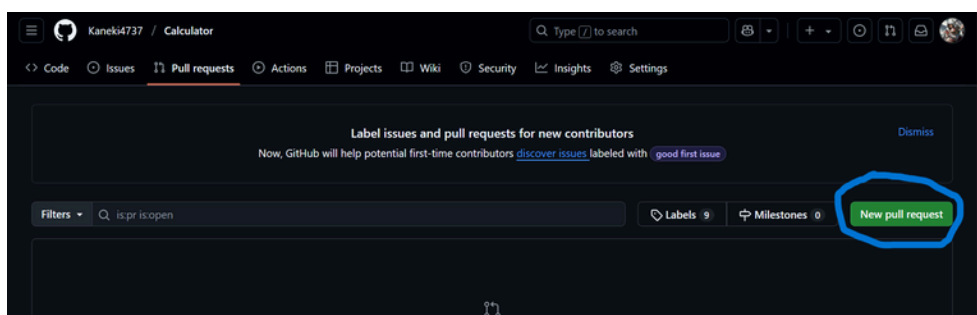 Kaneki4737 / Calculator
Type / to search
Code Issues Pull requests Actions Projects Wiki Security Insights Settings
Label issues and pull requests for new contributors
Dismiss
Now, GitHub will help potential first-time contributors discover issues labeled with good first issue
Filters is:pr is:open Labels 9 Milestones 0 New pull request